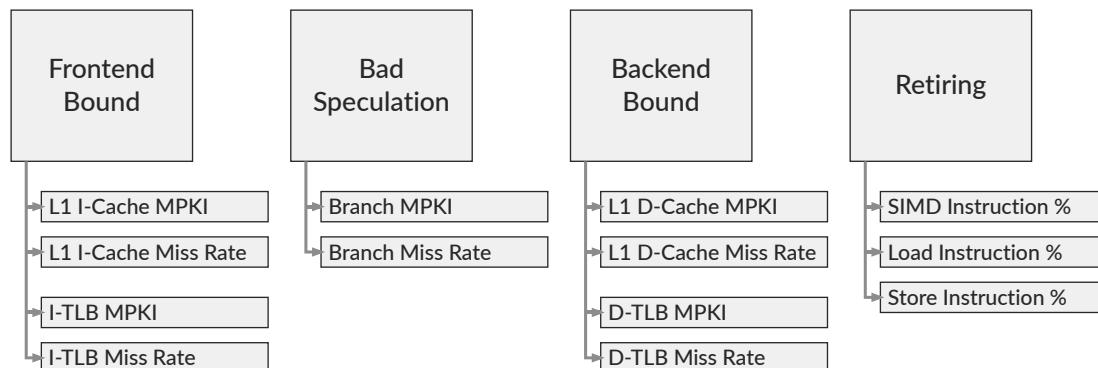 Frontend
Bound
L1 I-Cache MPKI
L1 I-Cache Miss Rate
I-TLB MPKI
I-TLB Miss Rate
Bad
Speculation
Branch MPKI
Branch Miss Rate
Backend
Bound
L1 D-Cache MPKI
L1 D-Cache Miss Rate
D-TLB MPKI
D-TLB Miss Rate
Retiring
SIMD Instruction %
Load Instruction %
Store Instruction %